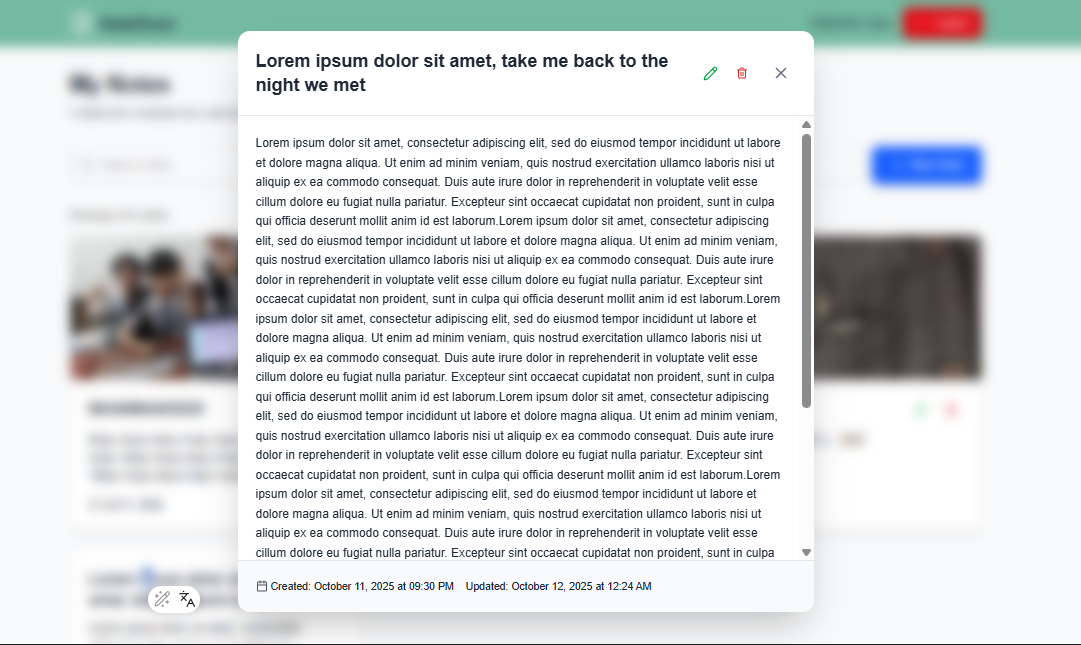 Lorem ipsum dolor sit amet, take me back to the
night we met
Lorem ipsum dolor sit amet, consectetur adipiscing elit, sed do eiusmod tempor incididunt ut labore
et dolore magna aliqua. Ut enim ad minim veniam, quis nostrud exercitation ullamco laboris nisi ut
aliquip ex ea commodo consequat. Duis aute irure dolor in reprehenderit in voluptate velit esse
cillum dolore eu fugiat nulla pariatur. Excepteur sint occaecat cupidatat non proident, sunt in culpa
qui officia deserunt mollit anim id est laborum.Lorem ipsum dolor sit amet, consectetur adipiscing
elit, sed do eiusmod tempor incididunt ut labore et dolore magna aliqua. Ut enim ad minim veniam,
quis nostrud exercitation ullamco laboris nisi ut aliquip ex ea commodo consequat. Duis aute irure
dolor in reprehenderit in voluptate velit esse cillum dolore eu fugiat nulla pariatur. Excepteur sint
occaecat cupidatat non proident, sunt in culpa qui officia deserunt mollit anim id est laborum.Lorem
ipsum dolor sit amet, consectetur adipiscing elit, sed do eiusmod tempor incididunt ut labore et
dolore magna aliqua. Ut enim ad minim veniam, quis nostrud exercitation ullamco laboris nisi ut
aliquip ex ea commodo consequat. Duis aute irure dolor in reprehenderit in voluptate velit esse
cillum dolore eu fugiat nulla pariatur. Excepteur sint occaecat cupidatat non proident, sunt in culpa
qui officia deserunt mollit anim id est laborum.Lorem ipsum dolor sit amet, consectetur adipiscing
elit, sed do eiusmod tempor incididunt ut labore et dolore magna aliqua. Ut enim ad minim veniam,
quis nostrud exercitation ullamco laboris nisi ut aliquip ex ea commodo consequat. Duis aute irure
dolor in reprehenderit in voluptate velit esse cillum dolore eu fugiat nulla pariatur. Excepteur sint
occaecat cupidatat non proident, sunt in culpa qui officia deserunt mollit anim id est laborum.Lorem
ipsum dolor sit amet, consectetur adipiscing elit, sed do eiusmod tempor incididunt ut labore et
dolore magna aliqua. Ut enim ad minim veniam, quis nostrud exercitation ullamco laboris nisi ut
aliquip ex ea commodo consequat. Duis aute irure dolor in reprehenderit in voluptate velit esse
cillum dolore eu fugiat nulla pariatur. Excepteur sint occaecat cupidatat non proident, sunt in culpa
Created: October 11, 2025 at 09:30 PM Updated: October 12, 2025 at 12:24 AM
My Notes